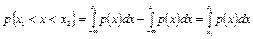 p{x₁ < x < x₂} = ∫_{-∞}^{x₂} p(x)dx − ∫_{-∞}^{x₁} p(x)dx = ∫_{x₁}^{x₂} p(x)dx